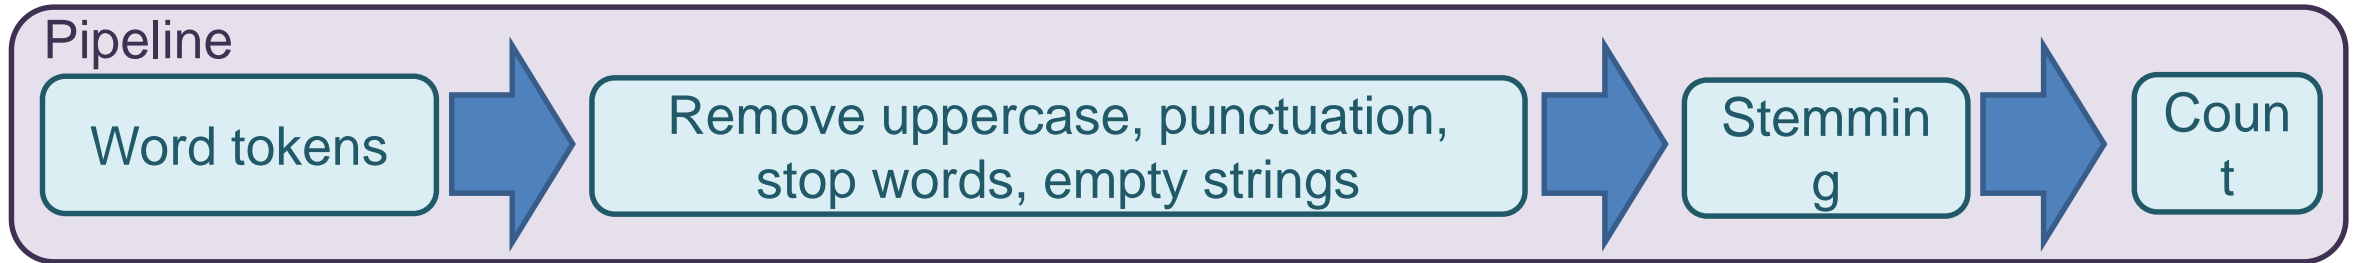 Pipeline
Word tokens
Remove uppercase, punctuation,
stop words, empty strings
Stemmin
g
Coun
t